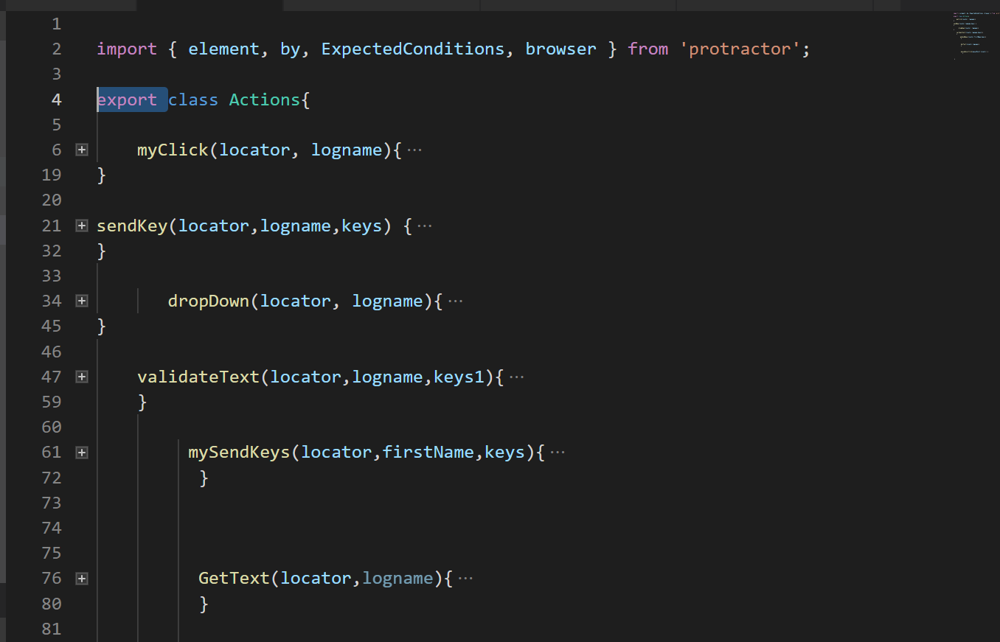 1
2 import { element, by, ExpectedConditions, browser } from 'protractor';
3
4 export class Actions{
5
6 myClick(locator, logname){ ···
19 }
20
21 sendKey(locator,logname,keys) { ···
32 }
33
34 dropDown(locator, logname){ ···
45 }
46
47 validateText(locator,logname,keys1){ ···
59 }
60
61 mySendKeys(locator,firstName,keys){ ···
72 }
73
74
75
76 GetText(locator,logname){ ···
80 }
81